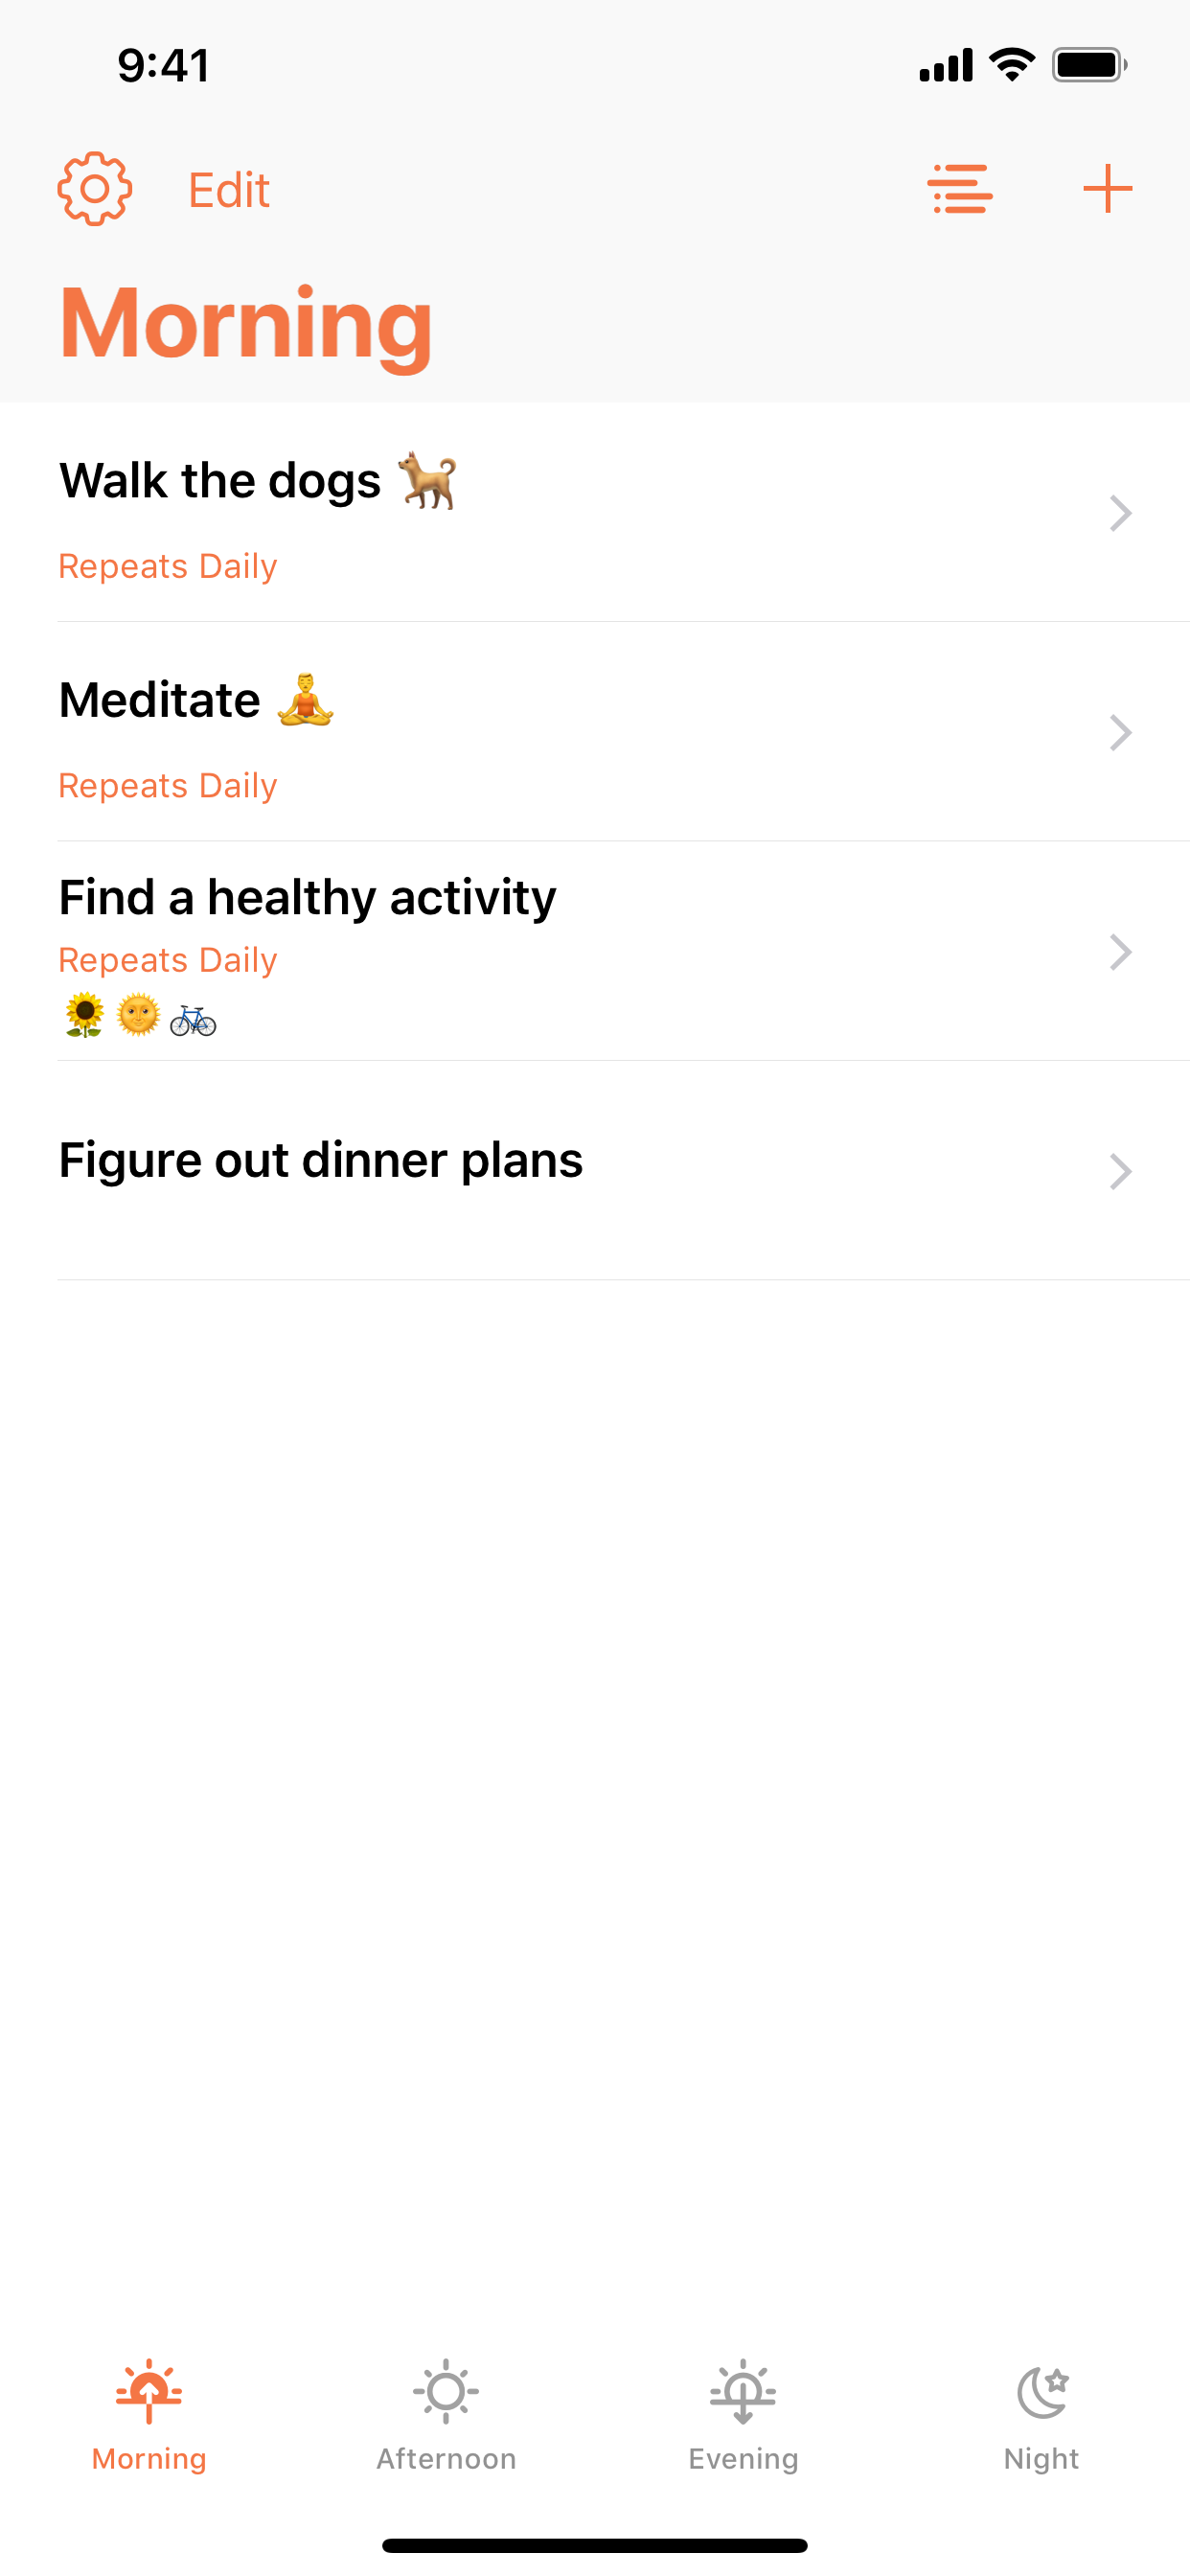 9:41
Edit
Morning
Walk the dogs 🐕
Repeats Daily
Meditate 🧘‍♂️
Repeats Daily
Find a healthy activity
Repeats Daily
🌻🌞🚲
Figure out dinner plans
Morning Afternoon Evening Night